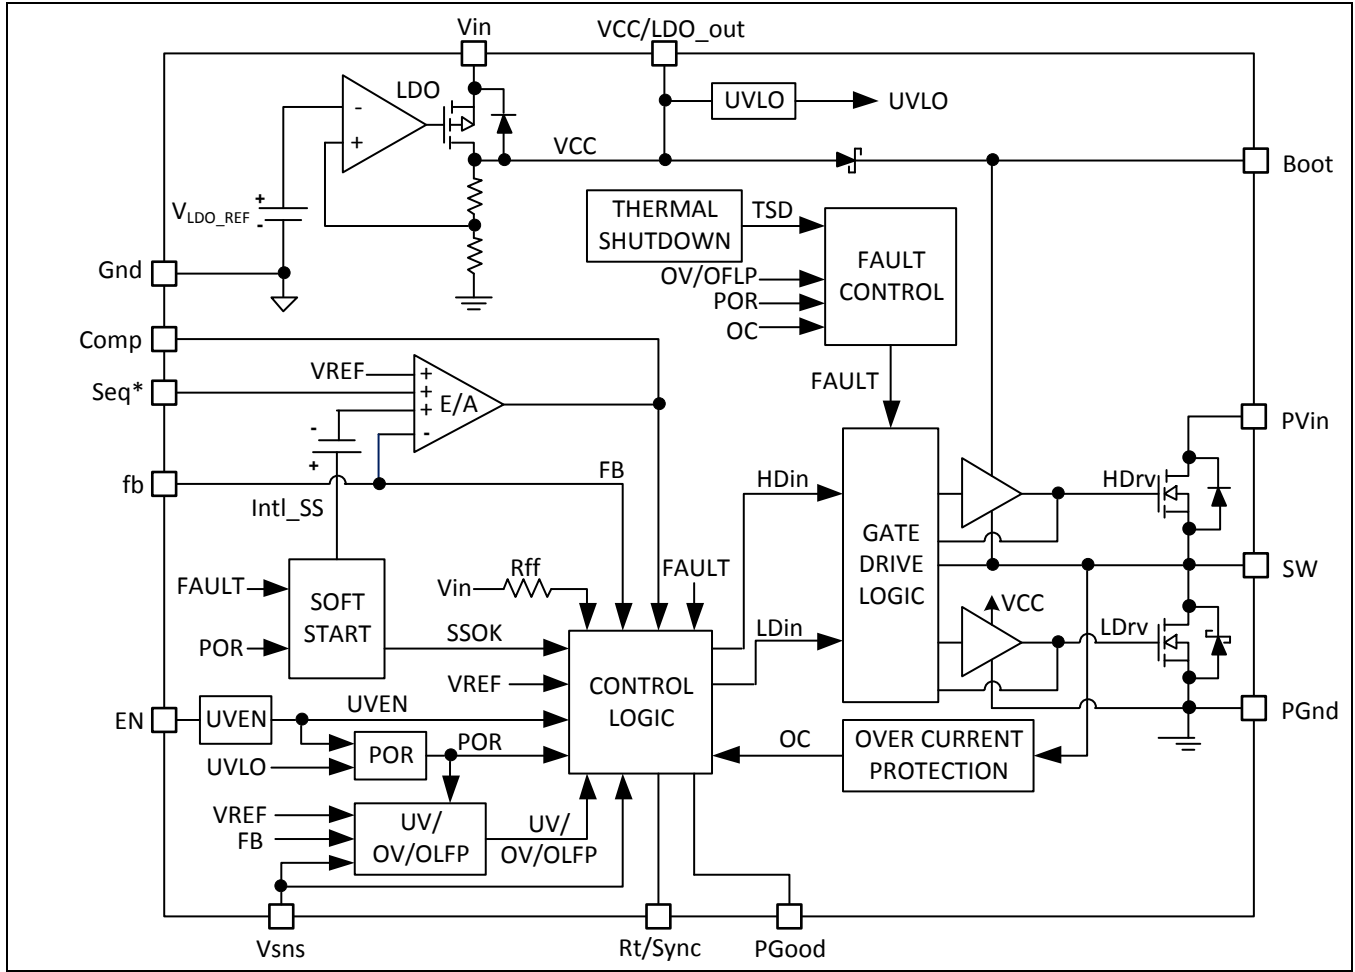 Vin
VCC/LDO_out
LDO
UVLO
UVLO
-
+
VCC
Boot
VLDO_REF
+
-
THERMAL
SHUTDOWN
TSD
FAULT
CONTROL
OV/OFLP
POR
OC
Gnd
Comp
FAULT
VREF
Seq*
+
+
+
-
E/A
-
+
PVin
fb
FB
Intl_SS
HDin
HDrv
GATE
DRIVE
LOGIC
SW
FAULT
POR
SOFT
START
Vin
Rff
FAULT
VCC
SSOK
LDin
LDrv
VREF
CONTROL
LOGIC
EN
UVEN
UVEN
PGnd
UVLO
POR
POR
OC
OVER CURRENT
PROTECTION
VREF
FB
UV/
OV/OLFP
UV/
OV/OLFP
Vsns
Rt/Sync
PGood